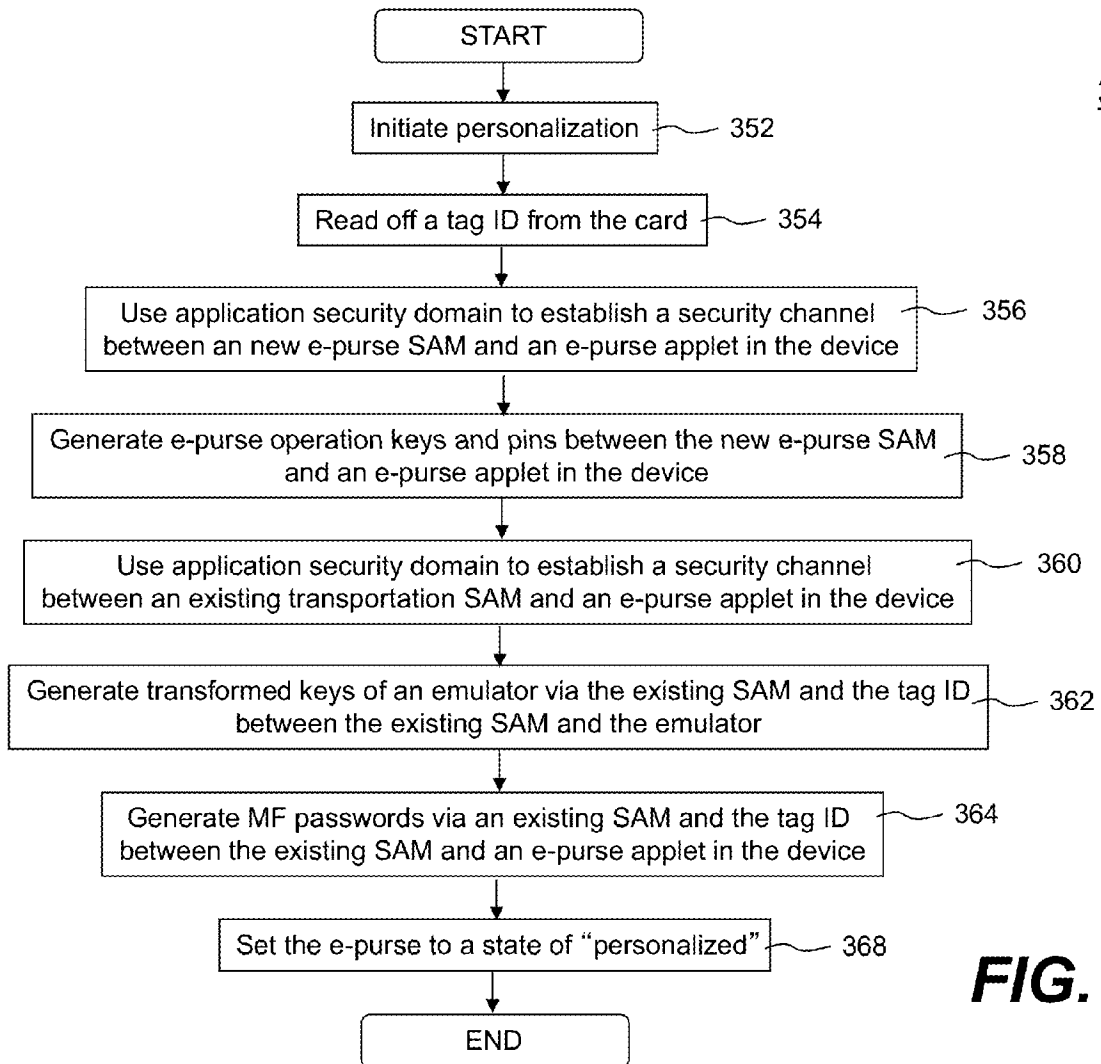 START
Initiate personalization
352
Read off a tag ID from the card
354
Use application security domain to establish a security channel
between an new e-purse SAM and an e-purse applet in the device
356
Generate e-purse operation keys and pins between the new e-purse SAM
and an e-purse applet in the device
358
Use application security domain to establish a security channel
between an existing transportation SAM and an e-purse applet in the device
360
Generate transformed keys of an emulator via the existing SAM and the tag ID
between the existing SAM and the emulator
362
Generate MF passwords via an existing SAM and the tag ID
between the existing SAM and an e-purse applet in the device
364
Set the e-purse to a state of “personalized”
368
END
FIG.